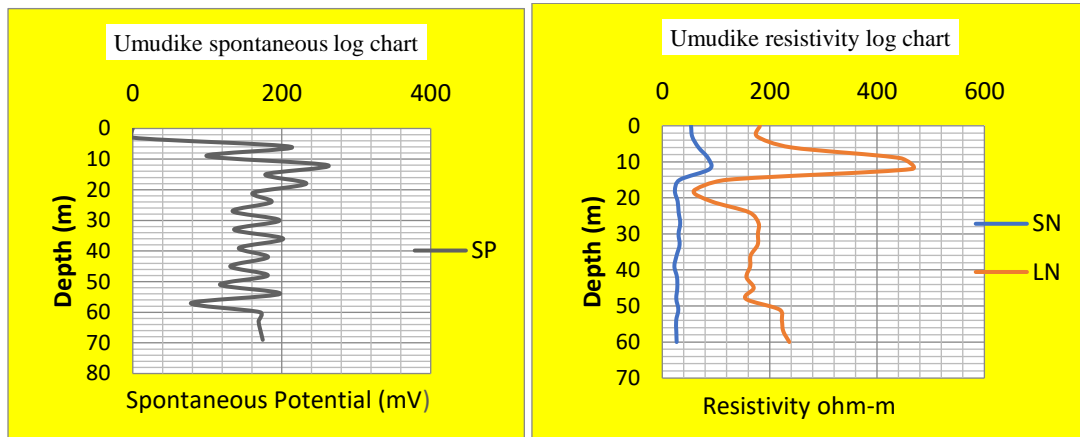 Umudike spontaneous log chart
0 200 400
0
10
20
30
40
50
60
70
80
Depth (m)
SP
Spontaneous Potential (mV)
Umudike resistivity log chart
0 200 400 600
0
10
20
30
40
50
60
70
Depth (m)
SN
LN
Resistivity ohm-m